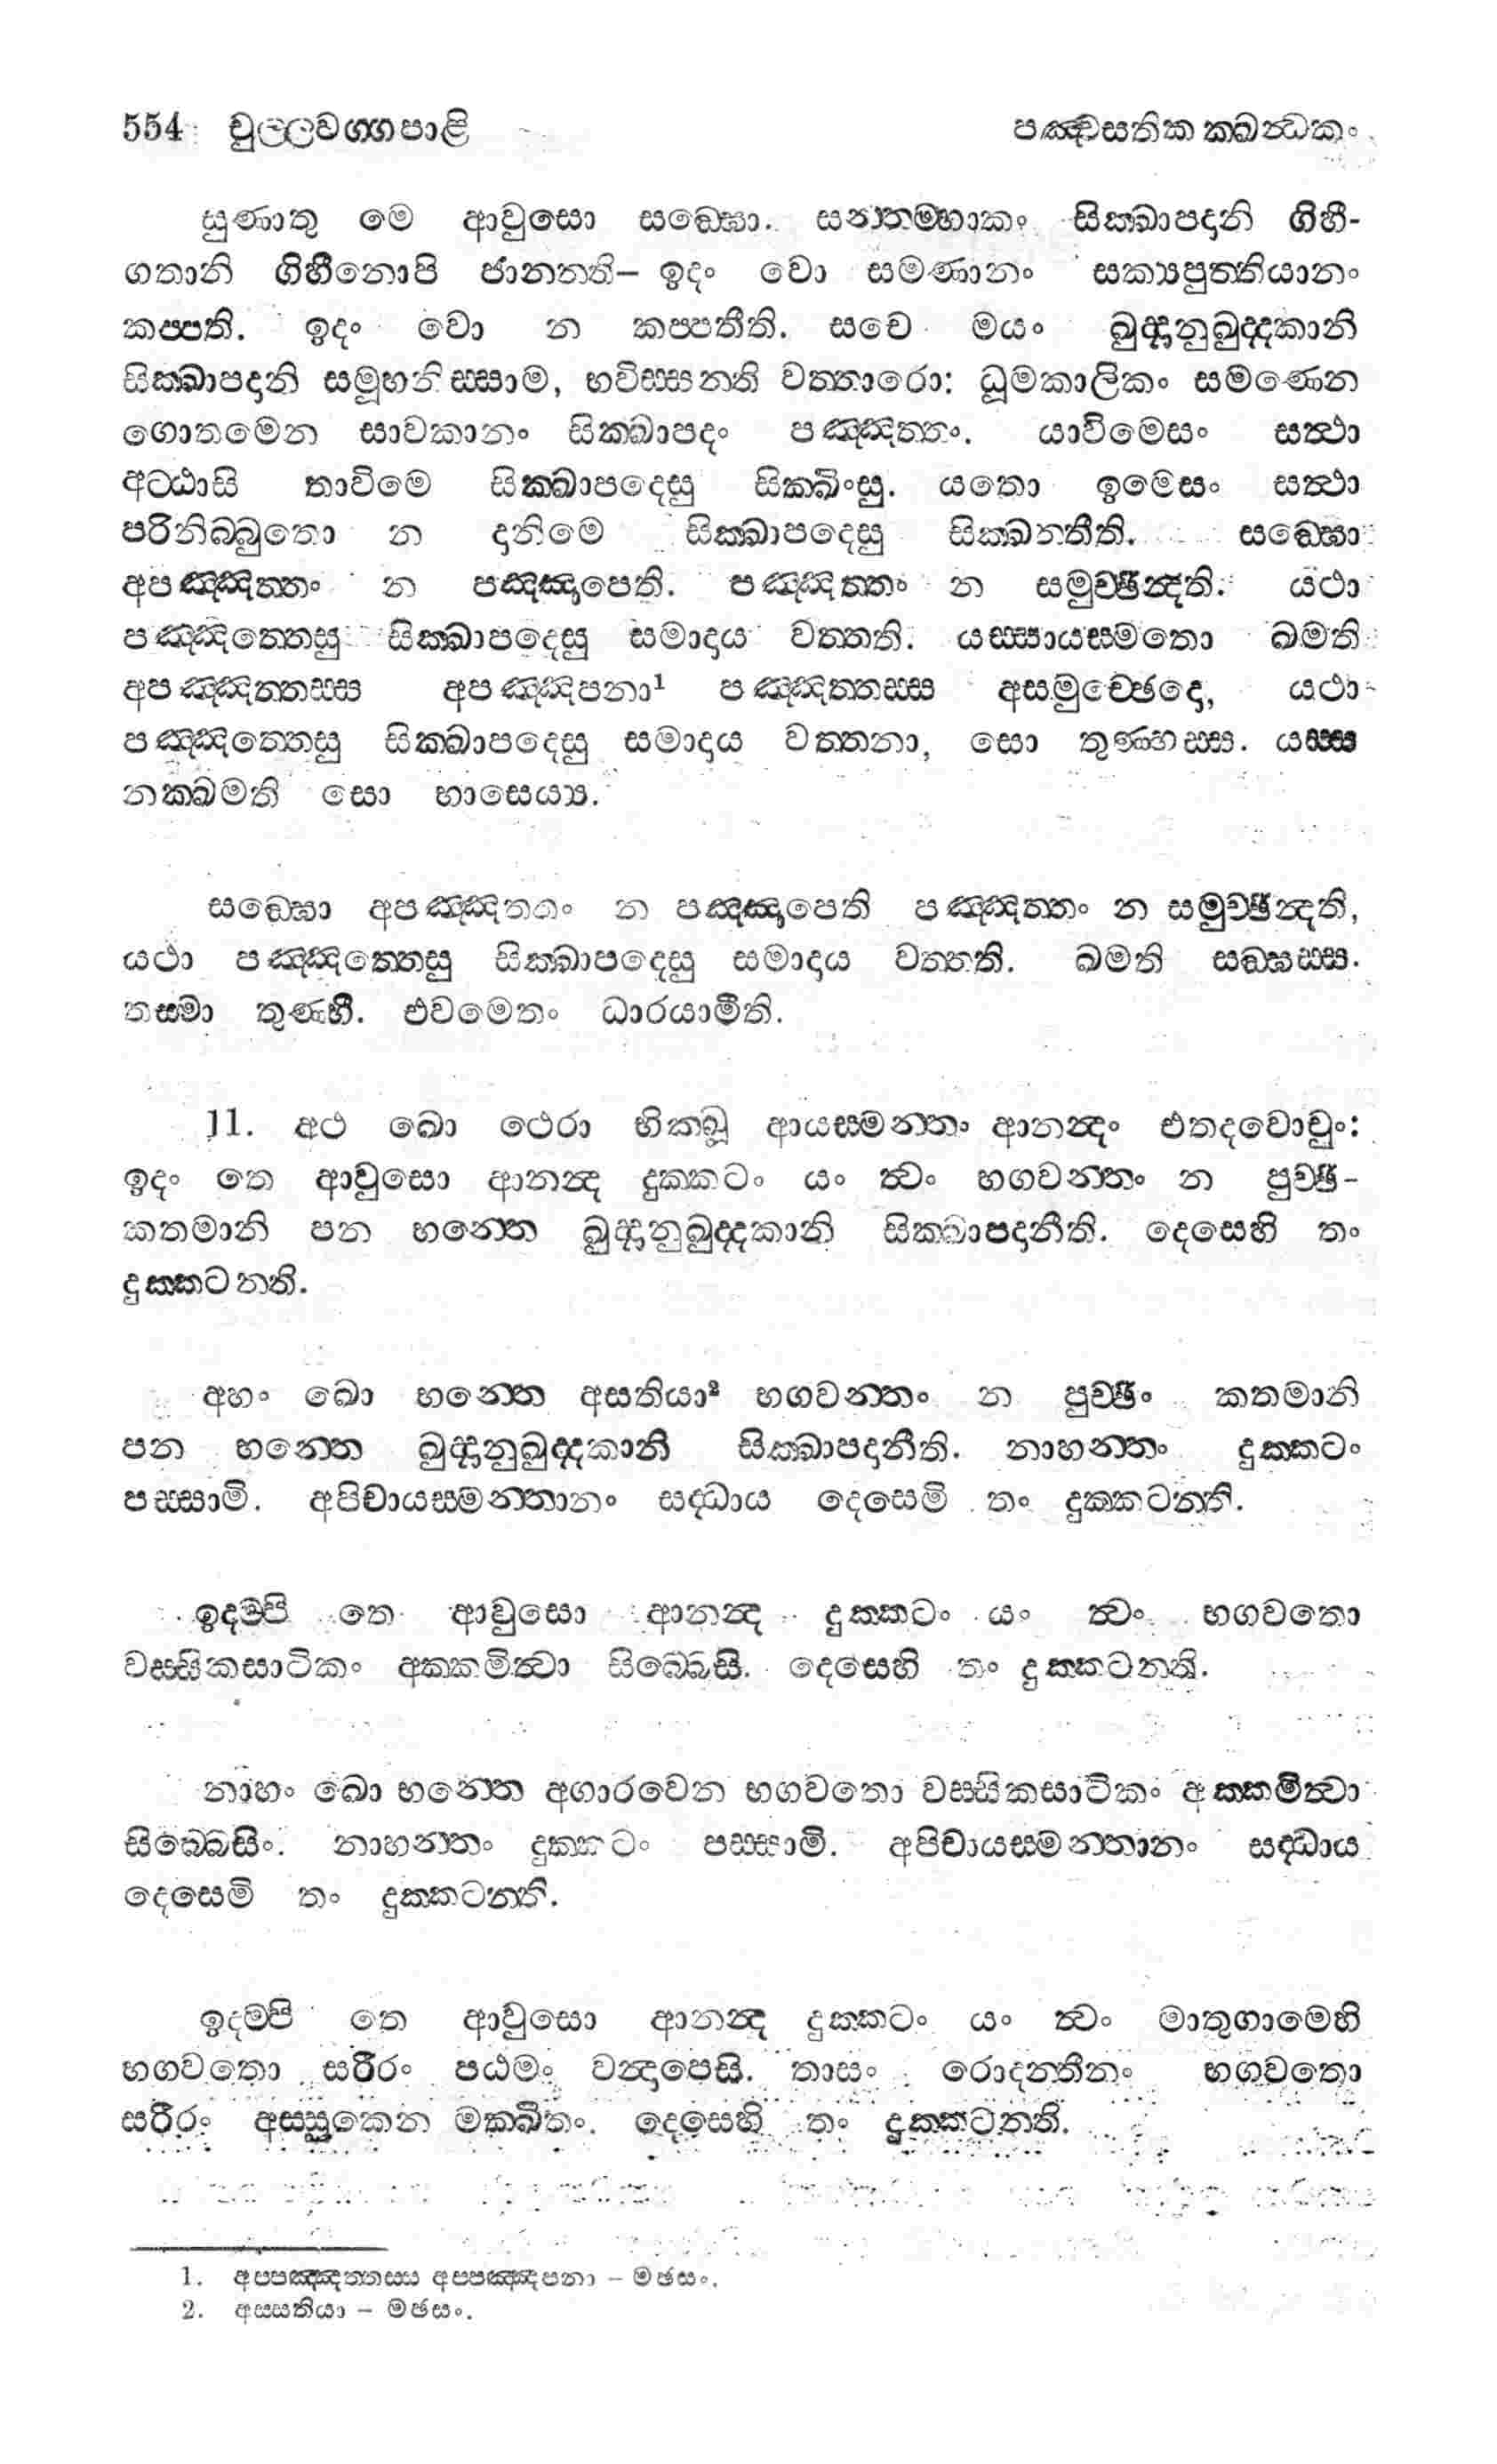 554 චුල්ලවග්ගපාළි පඤ්චසතික ක්ඛන්ධකං
සුණාතු මෙ ආවුසො සඞ්ඝො. සන්තම්හාකං සික්ඛාපදානි ගිහී-
ගතානි ගිහීනොපි ජානන්ති– ඉදං වො සමණානං සක්‍යපුත්තියානං
කප්පති. ඉදං වො න කප්පතීති. සචෙ මයං ඛුද්දානුඛුද්දකානි
සික්ඛාපදානි සමූහනිස්සාම, භවිස්සන්ති වත්තාරො: ධූමකාලිකං සමණෙන
ගොතමෙන සාවකානං සික්ඛාපදං පඤ්ඤත්තං. යාවිමෙසං සත්ථා
අට්ඨාසි තාවිමෙ සික්ඛාපදෙසු සික්ඛිංසු. යතො ඉමෙසං සත්ථා
පරිනිබ්බුතො න දානිමෙ සික්ඛාපදෙසු සික්ඛන්තීති. සඞ්ඝො
අපඤ්ඤත්තං න පඤ්ඤාපෙති. පඤ්ඤත්තං න සමුච්ඡින්දති. යථා
පඤ්ඤත්තෙසු සික්ඛාපදෙසු සමාදාය වත්තති. යස්සායස්මතො ඛමති
අපඤ්ඤත්තස්ස අපඤ්ඤපනා¹ පඤ්ඤත්තස්ස අසමුච්ඡෙදො, යථා
පඤ්ඤත්තෙසු සික්ඛාපදෙසු සමාදාය වත්තනා, සො තුණ්හස්ස. යස්ස
නක්ඛමති සො භාසෙය්‍ය.
සඞ්ඝො අපඤ්ඤතගං න පඤ්ඤාපෙති පඤ්ඤත්තං න සමුච්ඡින්දති,
යථා පඤ්ඤත්තෙසු සික්ඛාපදෙසු සමාදාය වත්තති. ඛමති සඞ්ඝස්ස.
තස්මා තුණ්හී. එවමෙතං ධාරයාමීති.
11. අථ ඛො ථෙරා භික්ඛූ ආයස්මන්තං ආනන්දං එතදවොචුං:
ඉදං තෙ ආවුසො ආනන්ද දුක්කටං යං ත්වං භගවන්තං න පුච්ඡි-
කතමානි පන භන්තෙ ඛුද්දානුඛුද්දකානි සික්ඛාපදානීති. දෙසෙහි තං
දුක්කටන්ති.
අහං ඛො භන්තෙ අසතියා² භගවන්තං න පුච්ඡිං කතමානි
පන භන්තෙ ඛුද්දානුඛුද්දකානි සික්ඛාපදානීති. නාහන්තං දුක්කටං
පස්සාමි. අපිචායස්මන්තානං සද්ධාය දෙසෙමි තං දුක්කටන්ති.
ඉදම්පි තෙ ආවුසො ආනන්ද දුක්කටං යං ත්වං භගවතො
වස්සිකසාටිකං අක්කමිත්වා සිබ්බෙසි. දෙසෙහි තං දුක්කටන්ති.
නාහං ඛො භන්තෙ අගාරවෙන භගවතො වස්සිකසාටිකං අක්කමිත්වා
සිබ්බෙසිං. නාහන්තං දුක්කටං පස්සාමි. අපිචායස්මන්තානං සද්ධාය
දෙසෙමි තං දුක්කටන්ති.
ඉදම්පි තෙ ආවුසො ආනන්ද දුක්කටං යං ත්වං මාතුගාමෙහි
භගවතො සරීරං පඨමං වන්දාපෙසි. තාසං රොදන්තීනං භගවතො
සරීරං අස්සුකෙන මක්ඛිතං. දෙසෙහි තං දුක්කටන්ති.
1. අප්පඤ්ඤත්තස්ස අප්පඤ්ඤපනා – මඡසං.
2. අස්සතියා – මඡසං.